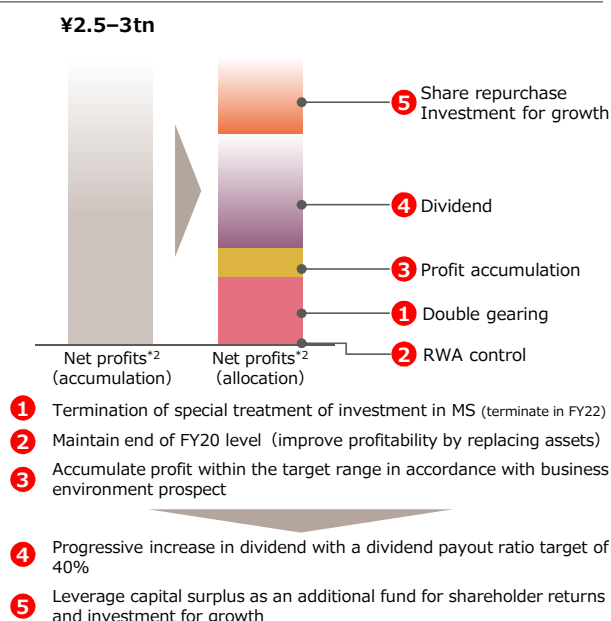 ¥2.5–3tn
5 Share repurchase
Investment for growth
4 Dividend
3 Profit accumulation
1 Double gearing
2 RWA control
Net profits*2
（accumulation）
Net profits*2
（allocation）
1 Termination of special treatment of investment in MS (terminate in FY22)
2 Maintain end of FY20 level（improve profitability by replacing assets）
3 Accumulate profit within the target range in accordance with business
environment prospect
4 Progressive increase in dividend with a dividend payout ratio target of
40%
5 Leverage capital surplus as an additional fund for shareholder returns
and investment for growth